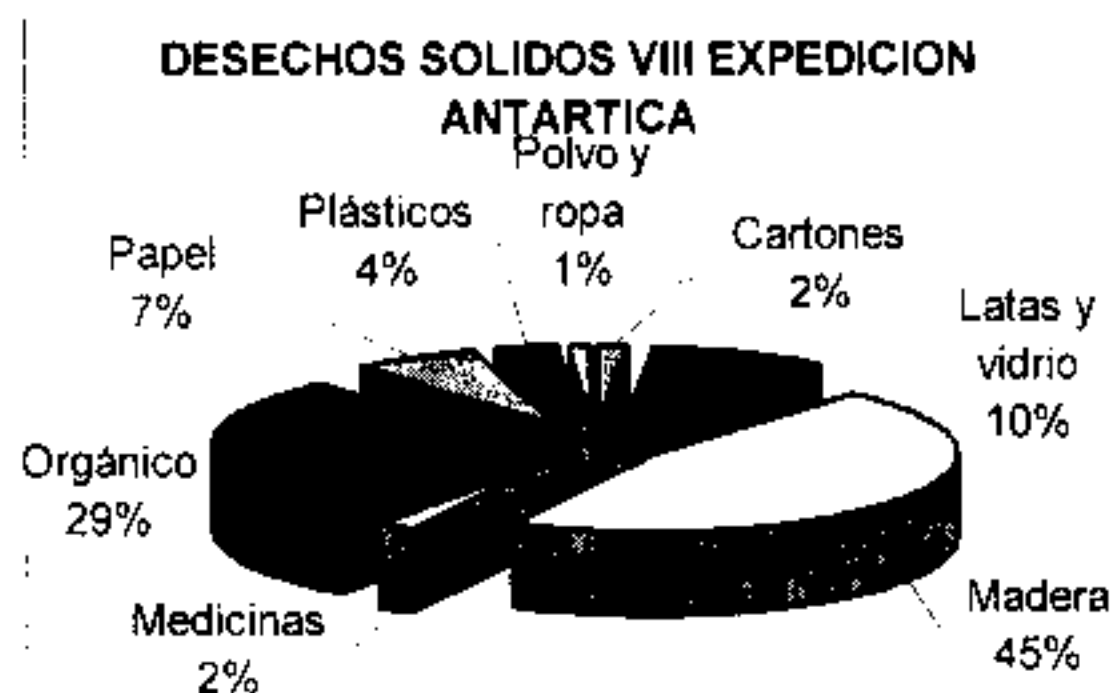 DESECHOS SOLIDOS VIII EXPEDICION
ANTARTICA
Polvo y
ropa
1%
Plásticos
4%
Papel
7%
Cartones
2%
Latas y
vidrio
10%
Orgánico
29%
Medicinas
2%
Madera
45%